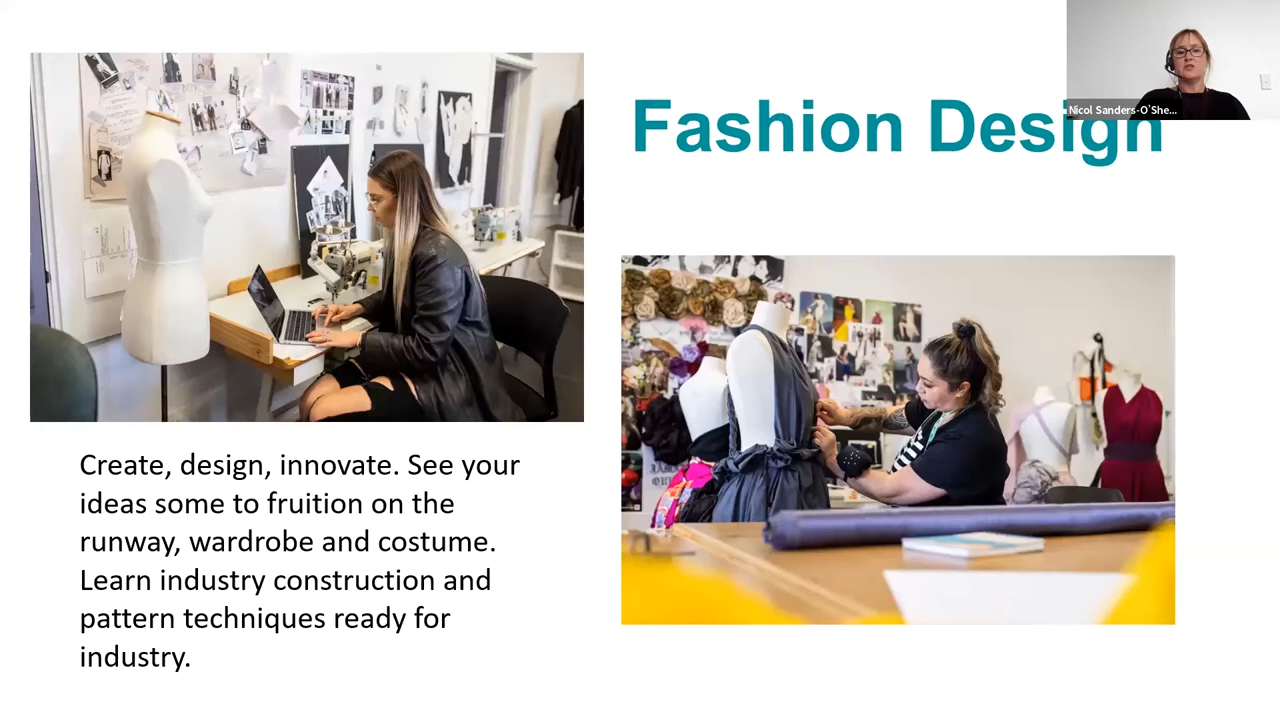 Nicol Sanders-O'She...
Fashion Design
Create, design, innovate. See your
ideas some to fruition on the
runway, wardrobe and costume.
Learn industry construction and
pattern techniques ready for
industry.